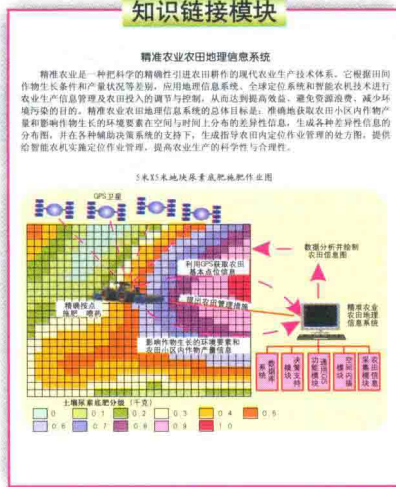 知识链接模块
精准农业农田地理信息系统
精准农业是一种把科学的精确性引进农田耕作的现代农业生产技术体系。它根据田间
作物生长条件和产量状况等差别，应用地理信息系统、全球定位系统和智能农机技术进行
农业生产信息管理及农田投入的调节与控制，从而达到提高效益、避免资源浪费、减少环
境污染的目的。精准农业农田地理信息系统的总体目标是：准确地获取农田小区内作物产
量和影响作物生长的环境要素在空间与时间上分布的差异性信息，生成各种差异性信息的
分布图，并在各种辅助决策系统的支持下，生成指导农田内定位作业管理的处方图，提供
给智能农机实施定位作业管理，提高农业生产的科学性与合理性。
5米X5米地块尿素底肥施肥作业图
GPS卫星
利用GPS获取农田
基本点位信息
数据分析并绘制
农田信息图
精确按点
施肥、喷药
提出农田管理措施
精准农业
农田地理
信息系统
影响作物生长的环境要素和
农田小区内作物产量信息
数据库系统
决策支持模块
通用GIS功能模块
空间内插模块
农田信息采集模块
土壤尿素底肥分级（千克）
0 0.1 0.2 0.3 0.4 0.5
0.6 0.7 0.8 0.9 1.0